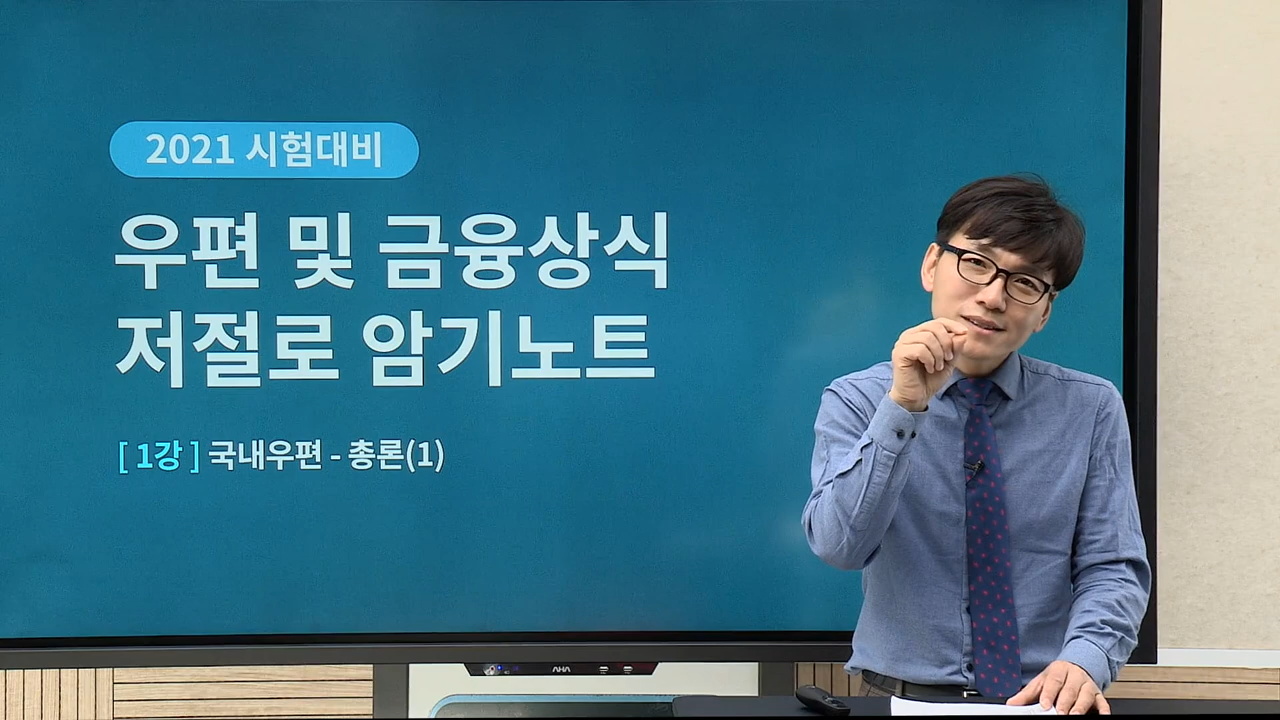 2021 시험대비
우편 및 금융상식
저절로 암기노트
[ 1강 ] 국내우편 - 총론(1)
AHA